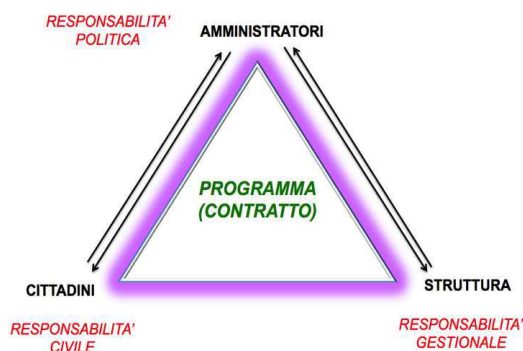 RESPONSABILITA'
POLITICA
AMMINISTRATORI
PROGRAMMA
(CONTRATTO)
CITTADINI
STRUTTURA
RESPONSABILITA'
CIVILE
RESPONSABILITA'
GESTIONALE